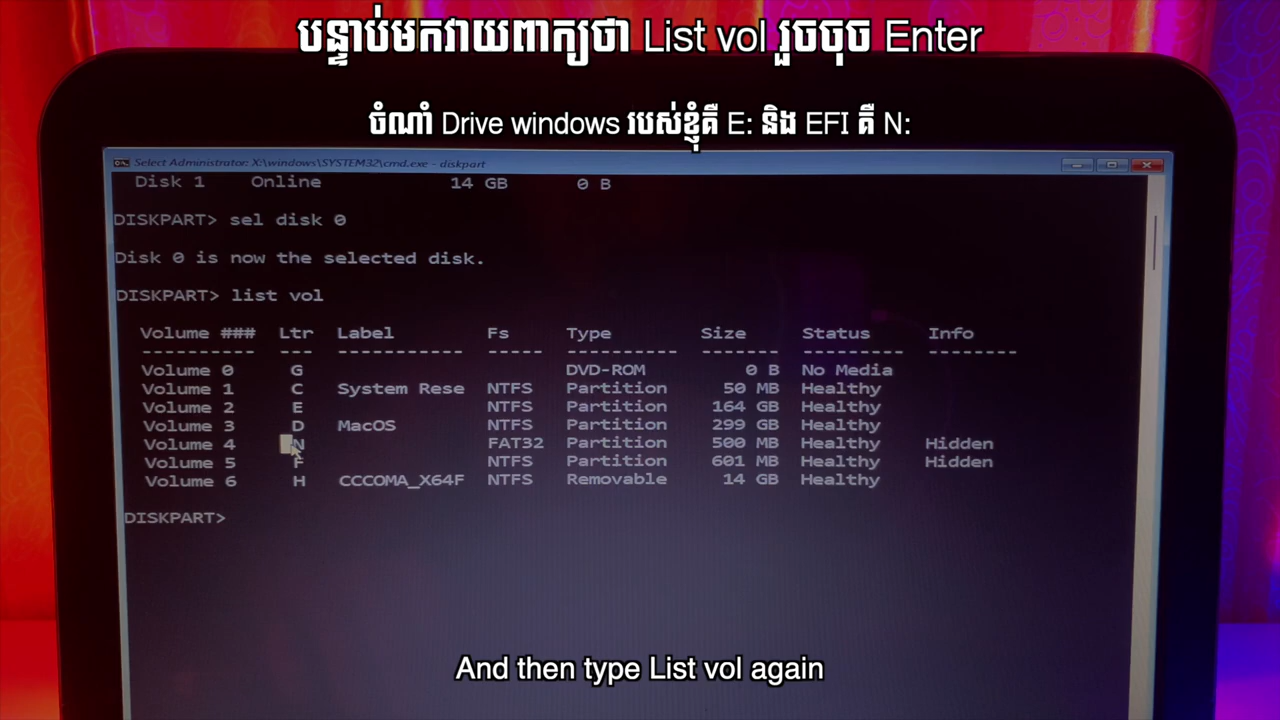 បន្ទាប់មកវាយពាក្យថា List vol រួចចុច Enter
ចំណាំ Drive windows របស់ខ្ញុំគឺ E: និង EFI គឺ N:
Select Administrator: X:\windows\SYSTEM32\cmd.exe - diskpart
Disk 1 Online 14 GB 0 B
DISKPART> sel disk 0
Disk 0 is now the selected disk.
DISKPART> list vol
Volume ### Ltr Label Fs Type Size Status Info
---------- --- ----------- ----- ---------- ------- --------- --------
Volume 0 G DVD-ROM 0 B No Media
Volume 1 C System Rese NTFS Partition 50 MB Healthy
Volume 2 E NTFS Partition 164 GB Healthy
Volume 3 D MacOS NTFS Partition 299 GB Healthy
Volume 4 N FAT32 Partition 500 MB Healthy Hidden
Volume 5 F NTFS Partition 601 MB Healthy Hidden
Volume 6 H CCCOMA_X64F NTFS Removable 14 GB Healthy
DISKPART>
And then type List vol again